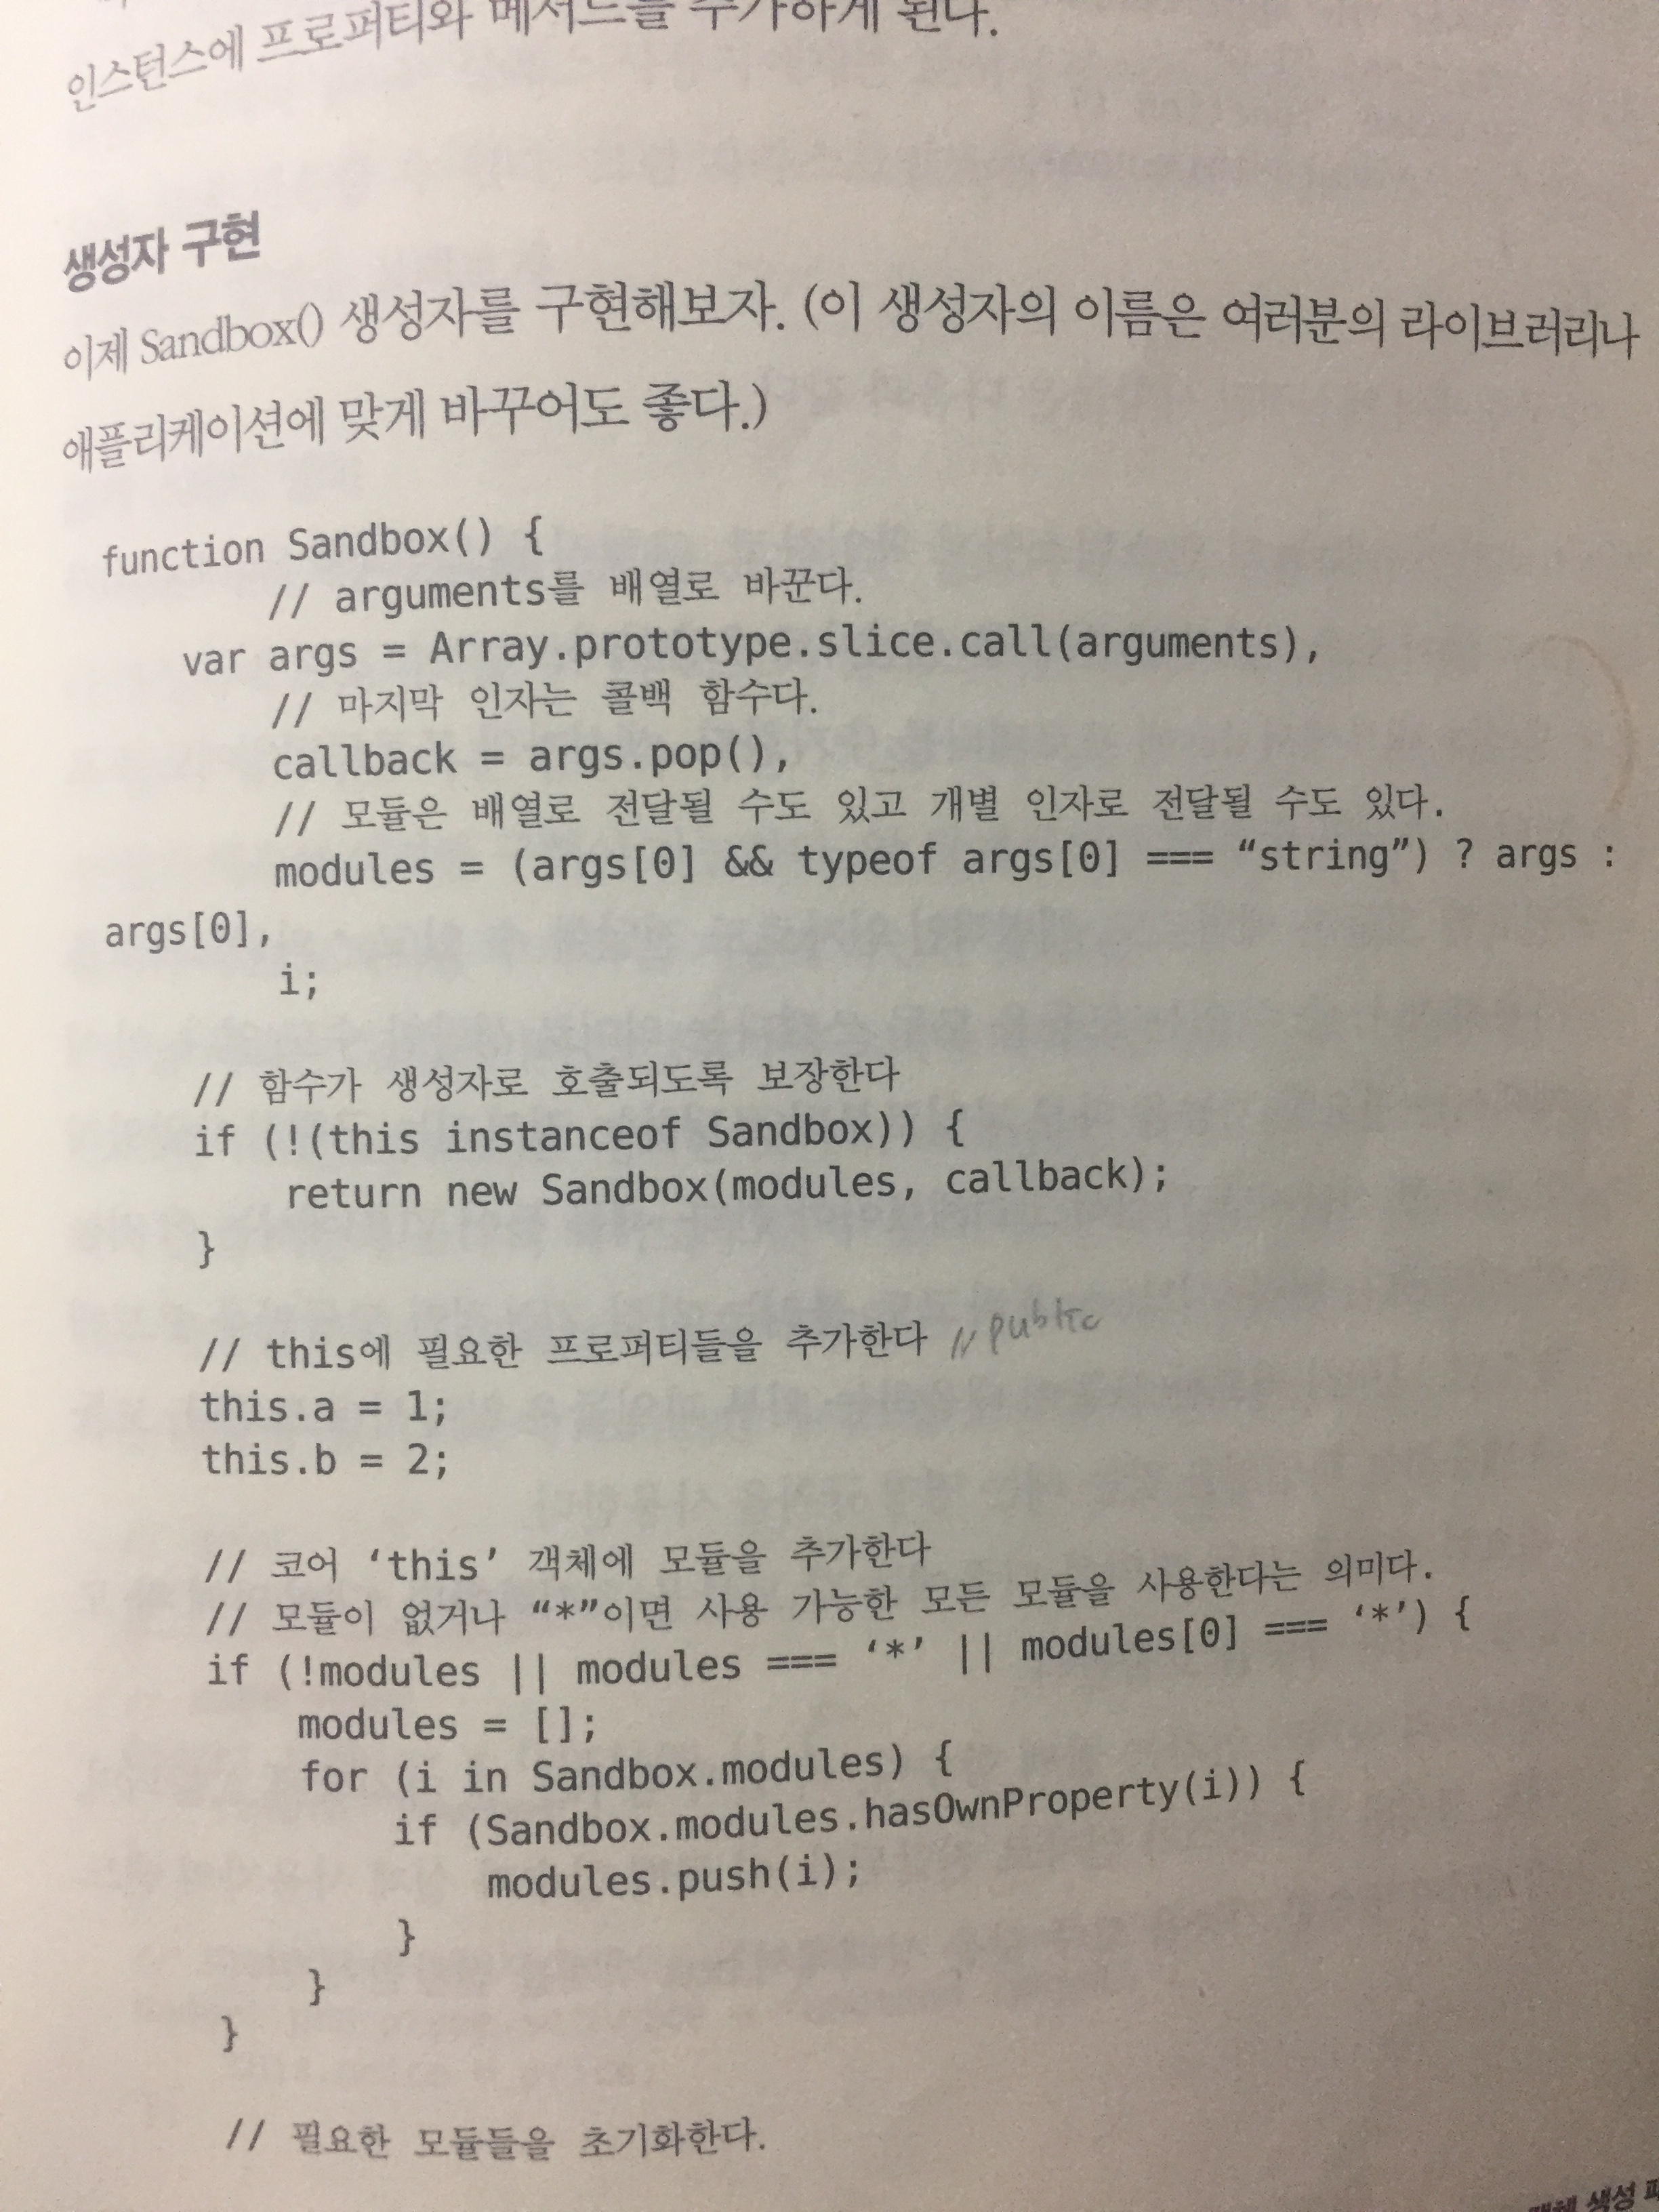 인스턴스에 프로퍼티와 메서드를 추가하게 된다.
생성자 구현
이제 Sandbox() 생성자를 구현해보자. (이 생성자의 이름은 여러분의 라이브러리나
애플리케이션에 맞게 바꾸어도 좋다.)
function Sandbox() {
// arguments를 배열로 바꾼다.
var args = Array.prototype.slice.call(arguments),
// 마지막 인자는 콜백 함수다.
callback = args.pop(),
// 모듈은 배열로 전달될 수도 있고 개별 인자로 전달될 수도 있다.
modules = (args[0] && typeof args[0] === “string”) ? args :
args[0],
i;
// 함수가 생성자로 호출되도록 보장한다
if (!(this instanceof Sandbox)) {
return new Sandbox(modules, callback);
}
// this에 필요한 프로퍼티들을 추가한다 // public
this.a = 1;
this.b = 2;
// 코어 ‘this’ 객체에 모듈을 추가한다
// 모듈이 없거나 “*”이면 사용 가능한 모든 모듈을 사용한다는 의미다.
if (!modules || modules === ‘*’ || modules[0] === ‘*’) {
modules = [];
for (i in Sandbox.modules) {
if (Sandbox.modules.hasOwnProperty(i)) {
modules.push(i);
}
}
}
// 필요한 모듈들을 초기화한다.
생성